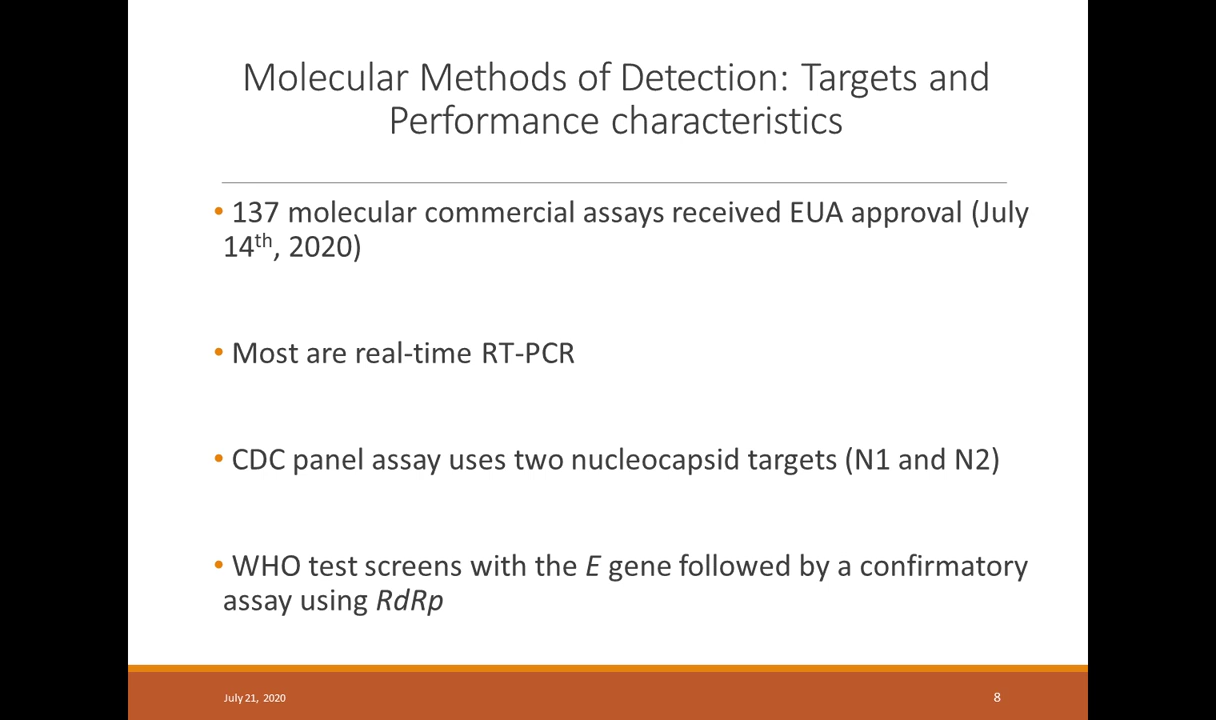 Molecular Methods of Detection: Targets and
Performance characteristics
• 137 molecular commercial assays received EUA approval (July
14th, 2020)
• Most are real-time RT-PCR
• CDC panel assay uses two nucleocapsid targets (N1 and N2)
• WHO test screens with the E gene followed by a confirmatory
assay using RdRp
July 21, 2020
8